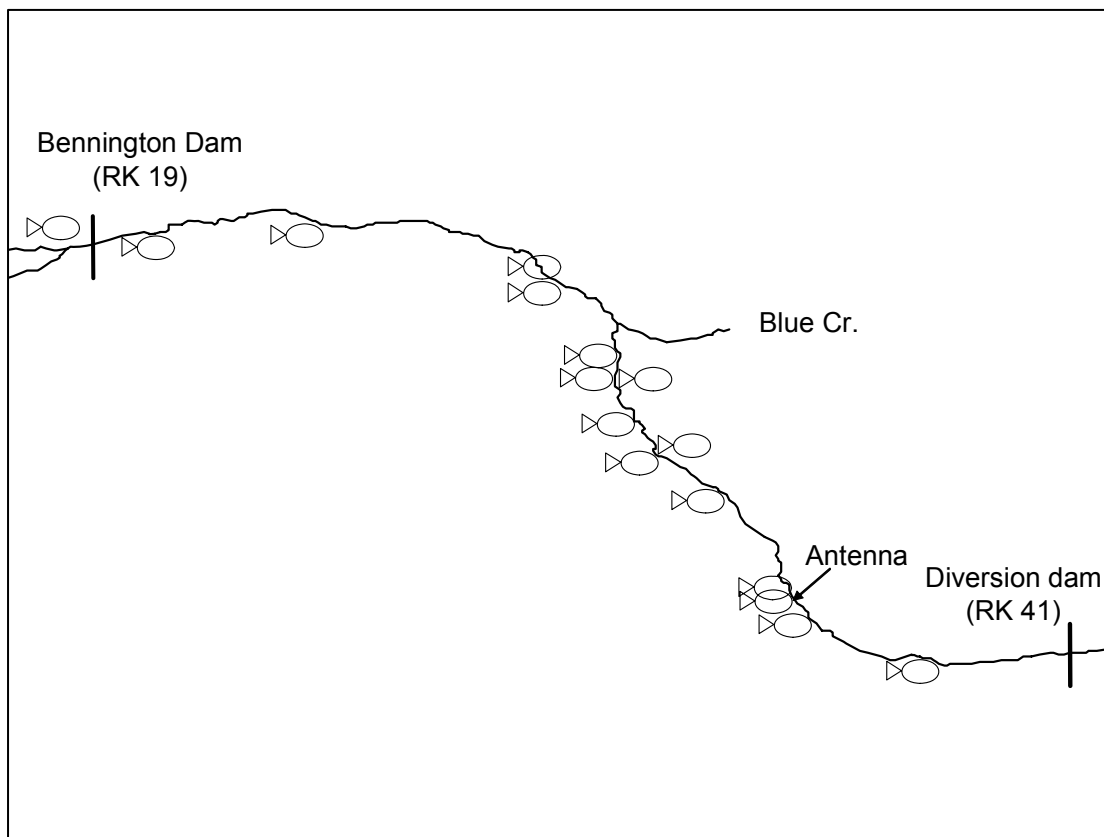 Bennington Dam
(RK 19)
Blue Cr.
Antenna
Diversion dam
(RK 41)